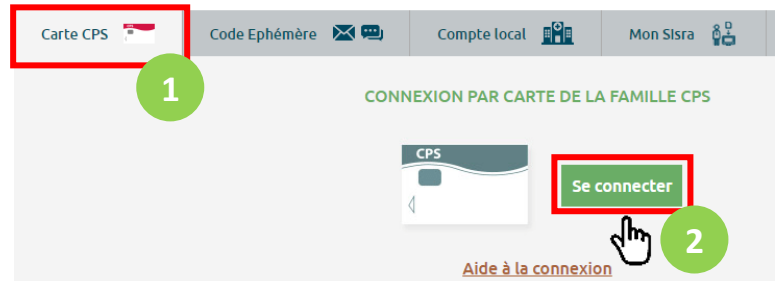 Carte CPS Code Ephémère Compte local Mon SIsra
1
CONNEXION PAR CARTE DE LA FAMILLE CPS
CPS
Se connecter
2
Aide à la connexion